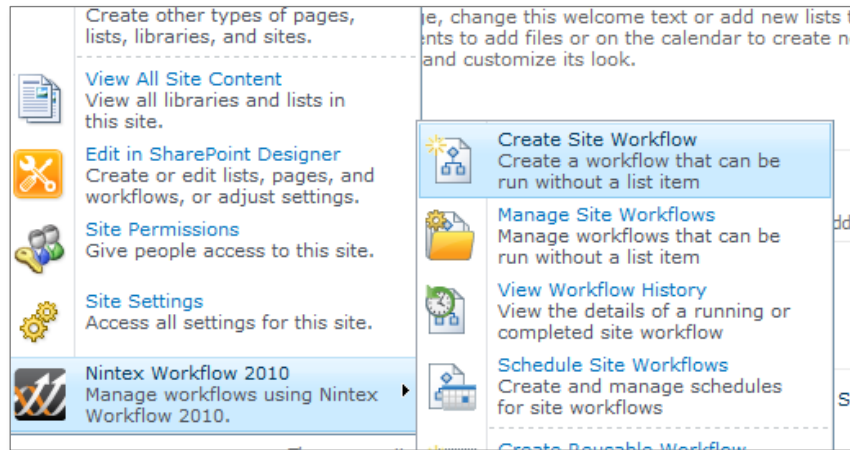 Create other types of pages,
lists, libraries, and sites.
View All Site Content
View all libraries and lists in
this site.
Edit in SharePoint Designer
Create or edit lists, pages, and
workflows, or adjust settings.
Site Permissions
Give people access to this site.
Site Settings
Access all settings for this site.
Nintex Workflow 2010
Manage workflows using Nintex
Workflow 2010.
change this welcome text or add new lists
to add files or on the calendar to create
and customize its look.
Create Site Workflow
Create a workflow that can be
run without a list item
Manage Site Workflows
Manage workflows that can be
run without a list item
View Workflow History
View the details of a running or
completed site workflow
Schedule Site Workflows
Create and manage schedules
for site workflows
Create Reusable Workflow